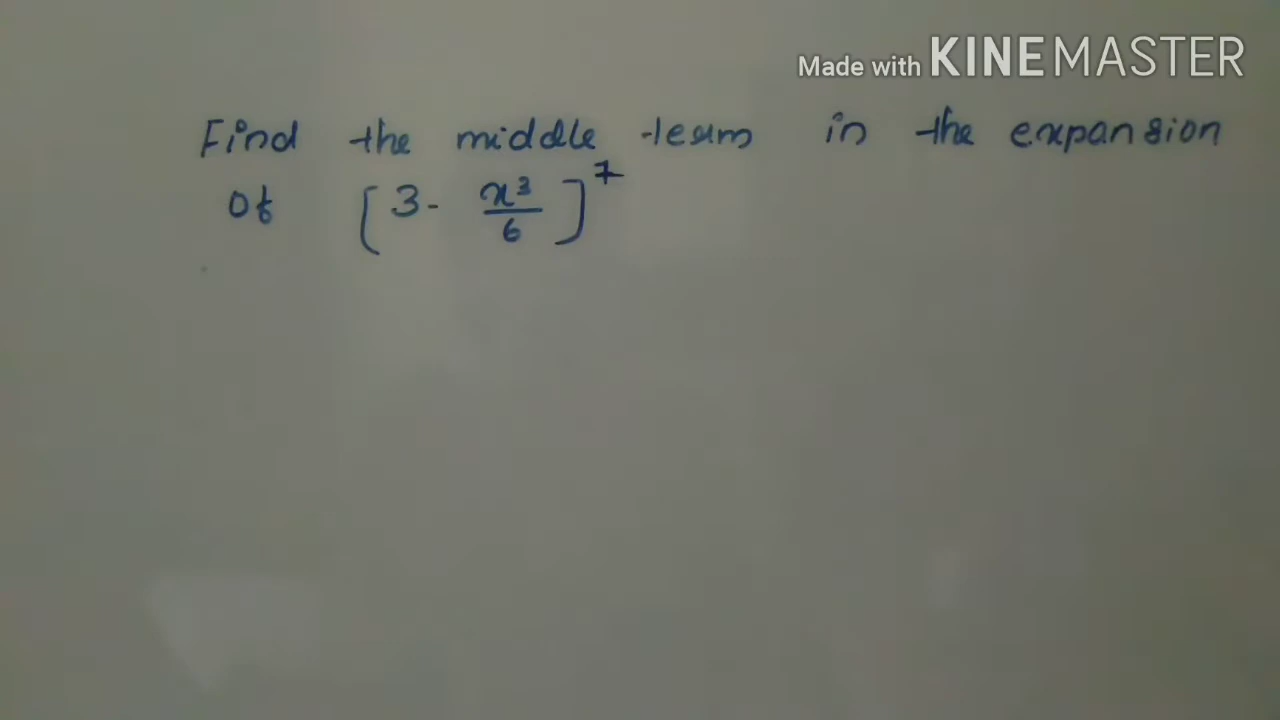 Made with KINEMASTER
Find the middle term in the expansion
Of [3 - x³/6]⁷